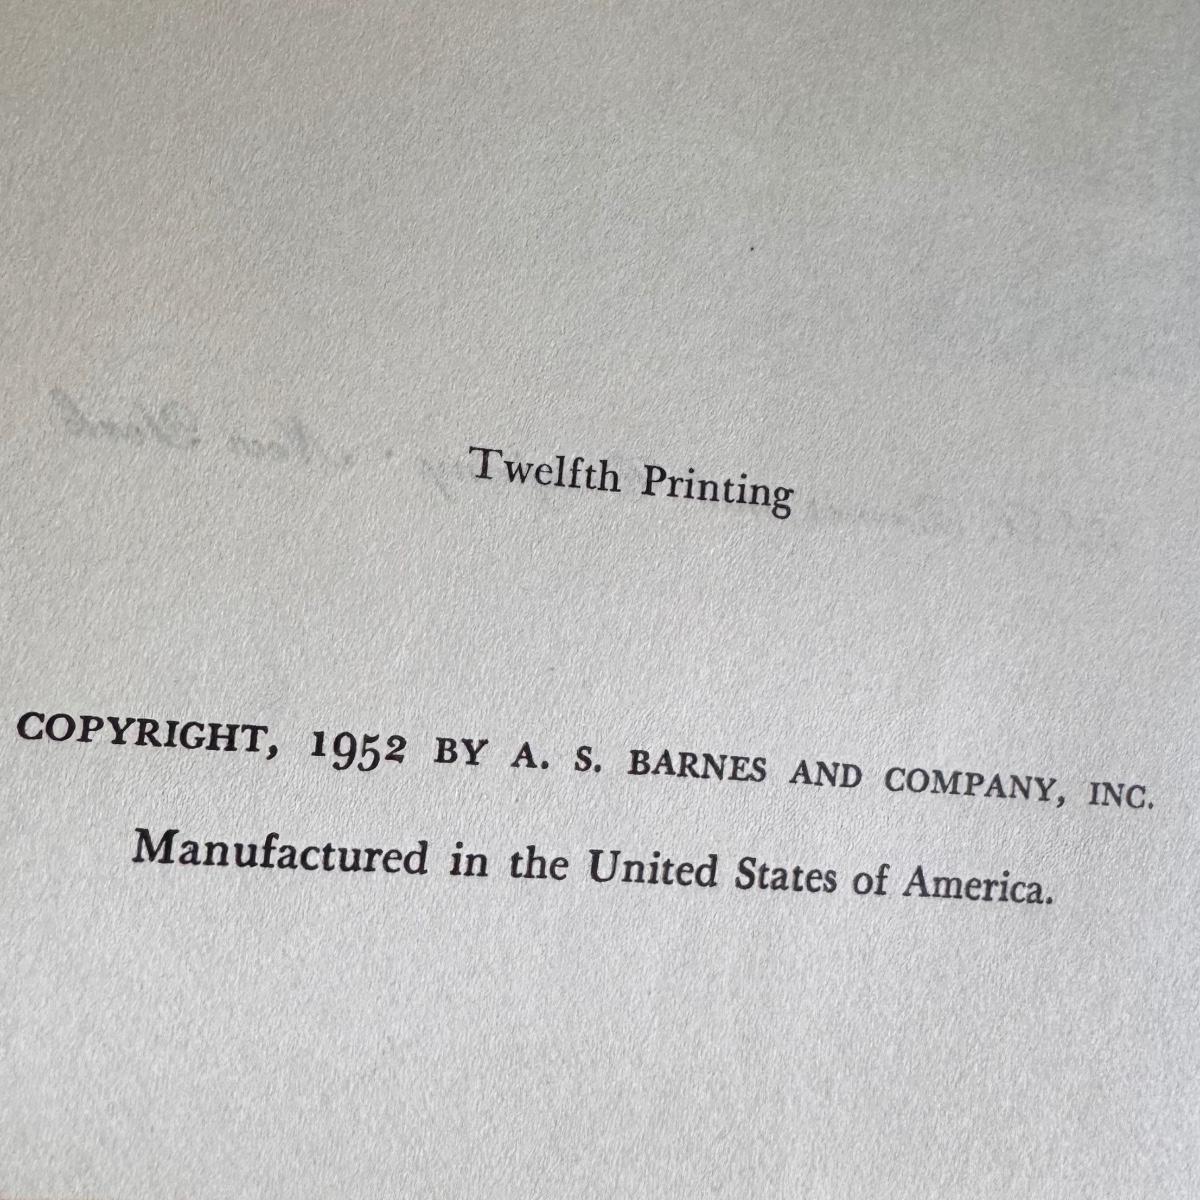 Twelfth Printing
COPYRIGHT, 1952 BY A. S. BARNES AND COMPANY, INC.
Manufactured in the United States of America.